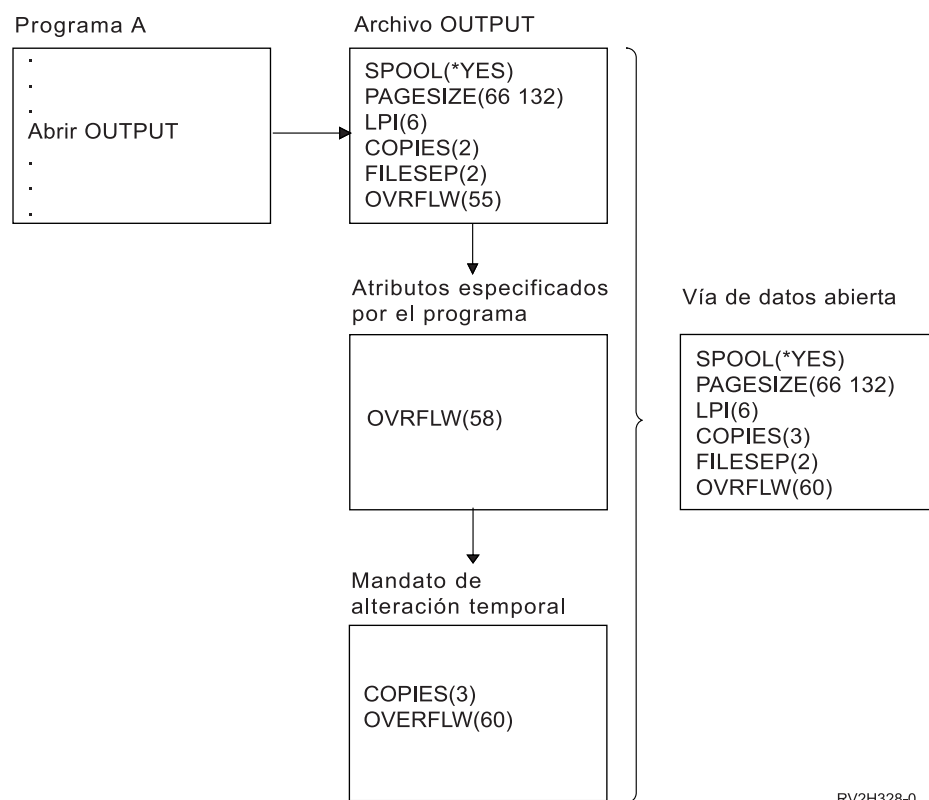 Programa A
.
.
.
Abrir OUTPUT
.
.
.
Archivo OUTPUT
SPOOL(*YES)
PAGESIZE(66 132)
LPI(6)
COPIES(2)
FILESEP(2)
OVRFLW(55)
Atributos especificados
por el programa
OVRFLW(58)
Mandato de
alteración temporal
COPIES(3)
OVERFLW(60)
Vía de datos abierta
SPOOL(*YES)
PAGESIZE(66 132)
LPI(6)
COPIES(3)
FILESEP(2)
OVRFLW(60)
RV2H328-0